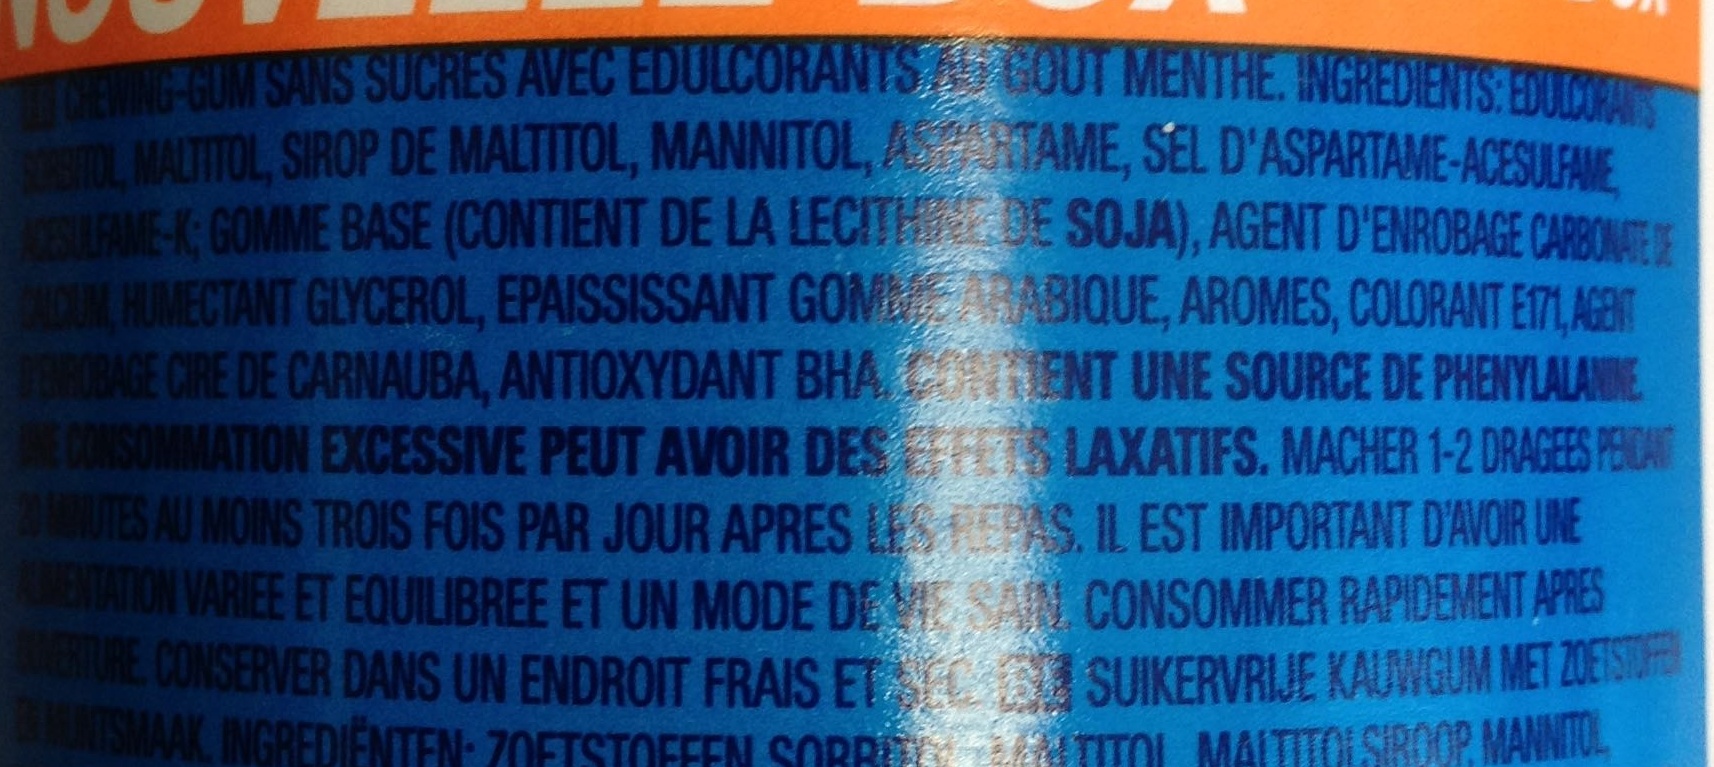 NOUVELLE BOX BOX
CHEWING-GUM SANS SUCRES AVEC EDULCORANTS AU GOUT MENTHE. INGREDIENTS: EDULCORANTS
SORBITOL, MALTITOL, SIROP DE MALTITOL, MANNITOL, ASPARTAME, SEL D'ASPARTAME-ACESULFAME,
ACESULFAME-K; GOMME BASE (CONTIENT DE LA LECITHINE DE SOJA), AGENT D'ENROBAGE CARBONATE DE
CALCIUM, HUMECTANT GLYCEROL, EPAISSISSANT GOMME ARABIQUE, AROMES, COLORANT E171, AGENT
D'ENROBAGE CIRE DE CARNAUBA, ANTIOXYDANT BHA. CONTIENT UNE SOURCE DE PHENYLALANINE.
UNE CONSOMMATION EXCESSIVE PEUT AVOIR DES EFFETS LAXATIFS. MACHER 1-2 DRAGEES PENDANT
20 MINUTES AU MOINS TROIS FOIS PAR JOUR APRES LES REPAS. IL EST IMPORTANT D'AVOIR UNE
ALIMENTATION VARIEE ET EQUILIBREE ET UN MODE DE VIE SAIN. CONSOMMER RAPIDEMENT APRES
OUVERTURE. CONSERVER DANS UN ENDROIT FRAIS ET SEC. SUIKERVRIJE KAUWGUM MET ZOETSTOFFEN
EN MUNTSMAAK. INGREDIËNTEN: ZOETSTOFFEN SORBITOL, MALTITOL, MALTITOLSIROOP, MANNITOL,